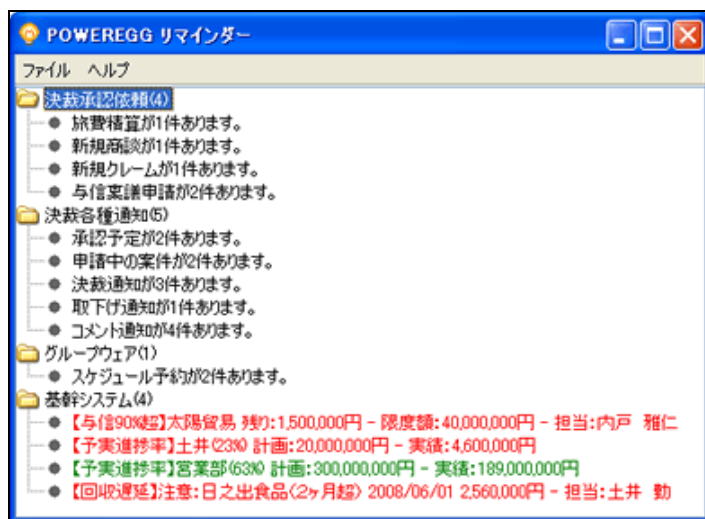 POWEREGG リマインダー
ファイル ヘルプ
決裁承認依頼(4)
旅費精算が1件あります。
新規商談が1件あります。
新規クレームが1件あります。
与信稟議申請が2件あります。
決裁各種通知(5)
承認予定が2件あります。
申請中の案件が2件あります。
決裁通知が3件あります。
取下げ通知が1件あります。
コメント通知が4件あります。
グループウェア(1)
スケジュール予約が2件あります。
基幹システム(4)
【与信90%超】太陽貿易 残り:1,500,000円 - 限度額:40,000,000円 - 担当:内戸 雅仁
【予実進捗率】土井(23%) 計画:20,000,000円 - 実績:4,600,000円
【予実進捗率】営業部(63%) 計画:300,000,000円 - 実績:189,000,000円
【回収遅延】注意:日之出食品(2ヶ月超) 2008/06/01 2,560,000円 - 担当:土井 勤